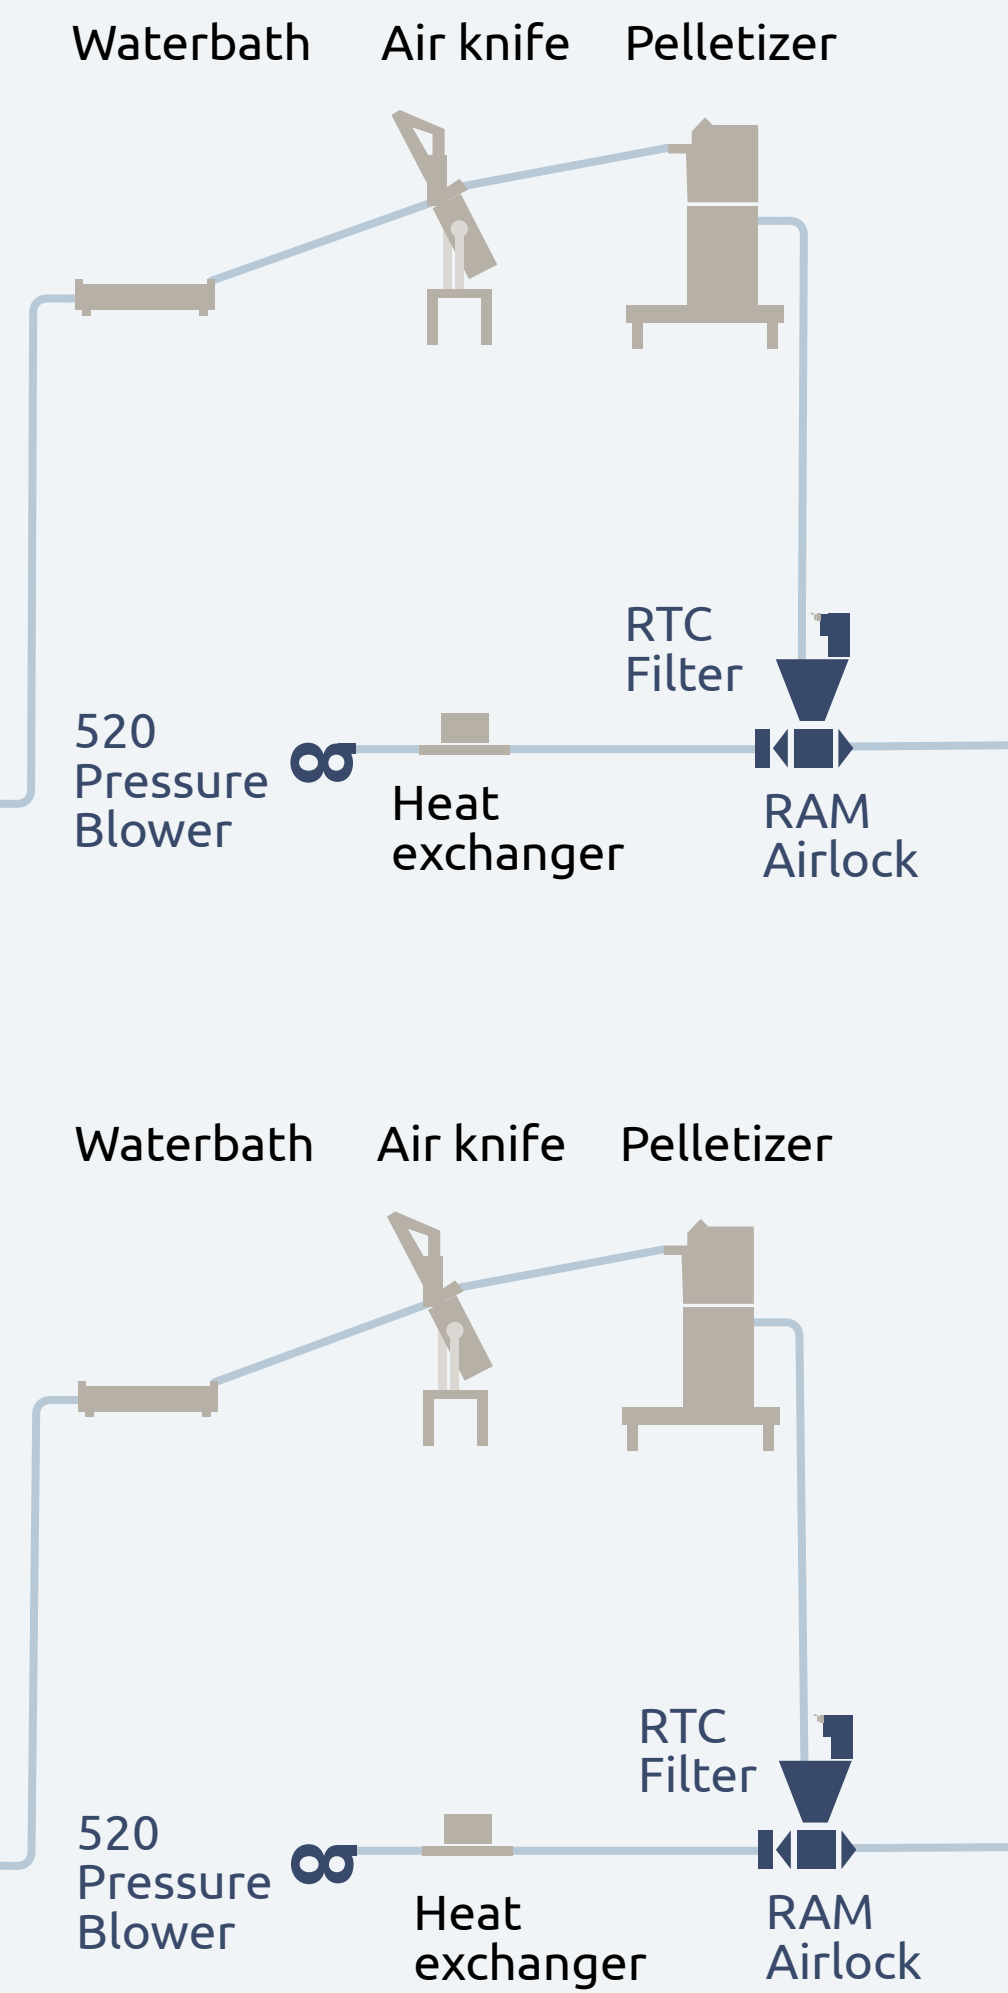 Waterbath
Air knife
Pelletizer
RTC
Filter
520
Pressure
Blower
Heat
exchanger
RAM
Airlock
Waterbath
Air knife
Pelletizer
RTC
Filter
520
Pressure
Blower
Heat
exchanger
RAM
Airlock